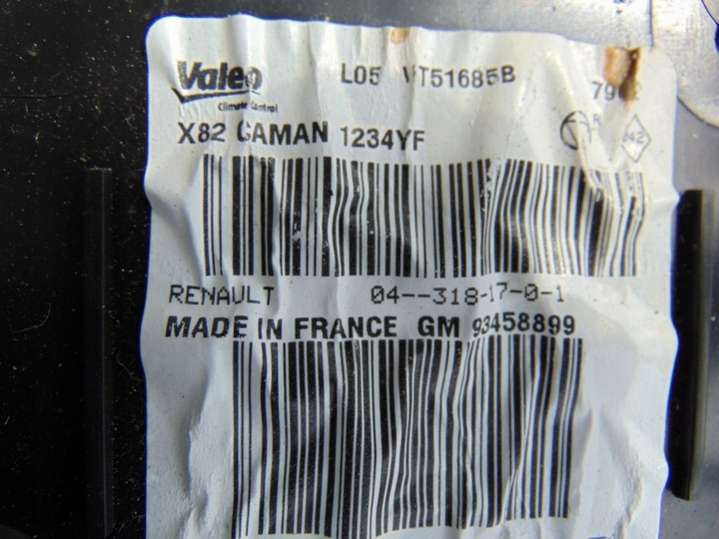 Valeo L05 VT51685B
Climate Control
X82 CAMAN 1234YF
RENAULT 04--318-17-0-1
MADE IN FRANCE GM 93458899